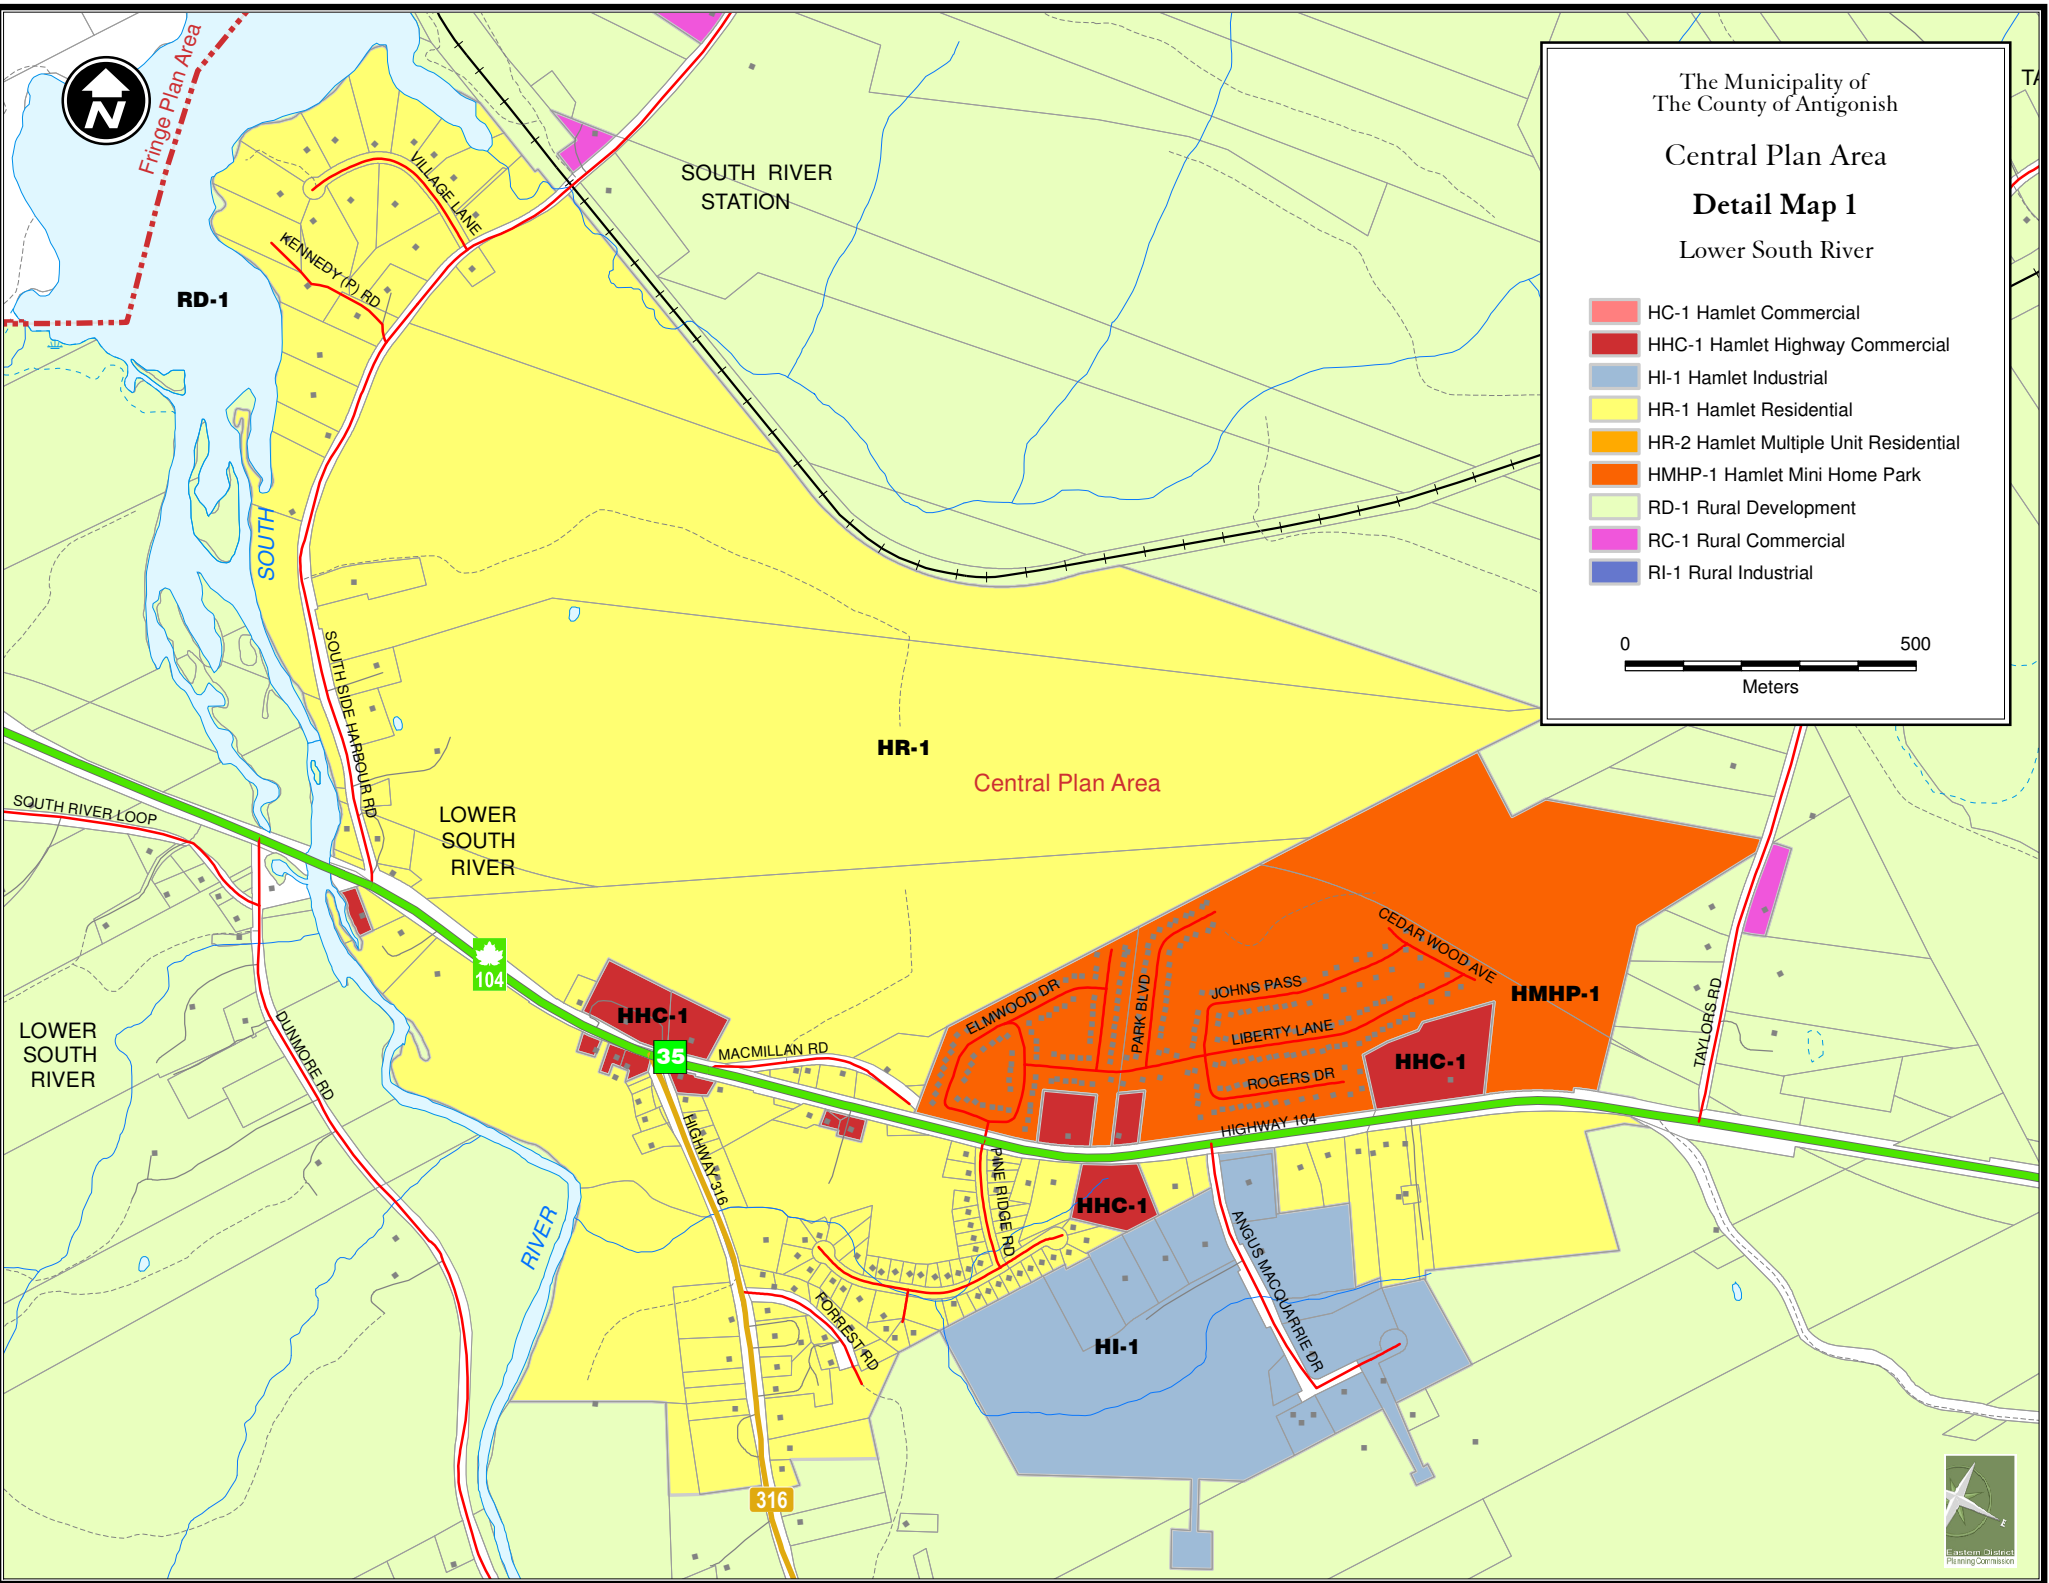 The Municipality of
The County of Antigonish
Central Plan Area
Detail Map 1
Lower South River
HC-1 Hamlet Commercial
HHC-1 Hamlet Highway Commercial
HI-1 Hamlet Industrial
HR-1 Hamlet Residential
HR-2 Hamlet Multiple Unit Residential
HMHP-1 Hamlet Mini Home Park
RD-1 Rural Development
RC-1 Rural Commercial
RI-1 Rural Industrial
0 500
Meters
TA
N
Fringe Plan Area
VILLAGE LANE
SOUTH RIVER
STATION
KENNEDY (P) RD
RD-1
SOUTH
SOUTH SIDE HARBOUR RD
HR-1
Central Plan Area
SOUTH RIVER LOOP
LOWER
SOUTH
RIVER
104
HHC-1
35
MACMILLAN RD
ELMWOOD DR
PARK BLVD
JOHNS PASS
CEDAR WOOD AVE
LIBERTY LANE
ROGERS DR
HMHP-1
HHC-1
HIGHWAY 104
TAYLORS RD
LOWER
SOUTH
RIVER
DUNMORE RD
HIGHWAY 316
PINE RIDGE RD
HHC-1
ANGUS MACQUARRIE DR
RIVER
FORREST RD
HI-1
316
E
Eastern District
Planning Commission